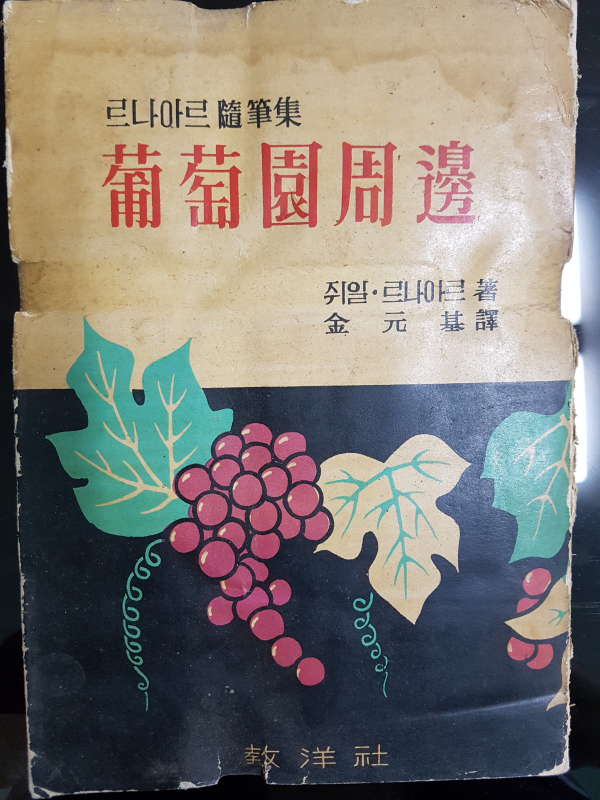 르나아르 隨筆集
葡萄園周邊
쥐일·르나아르 著
金元基 譯
敎洋社